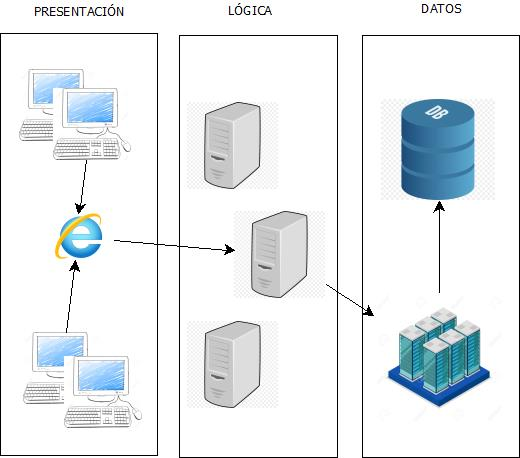 PRESENTACIÓN
LÓGICA
DATOS
DB